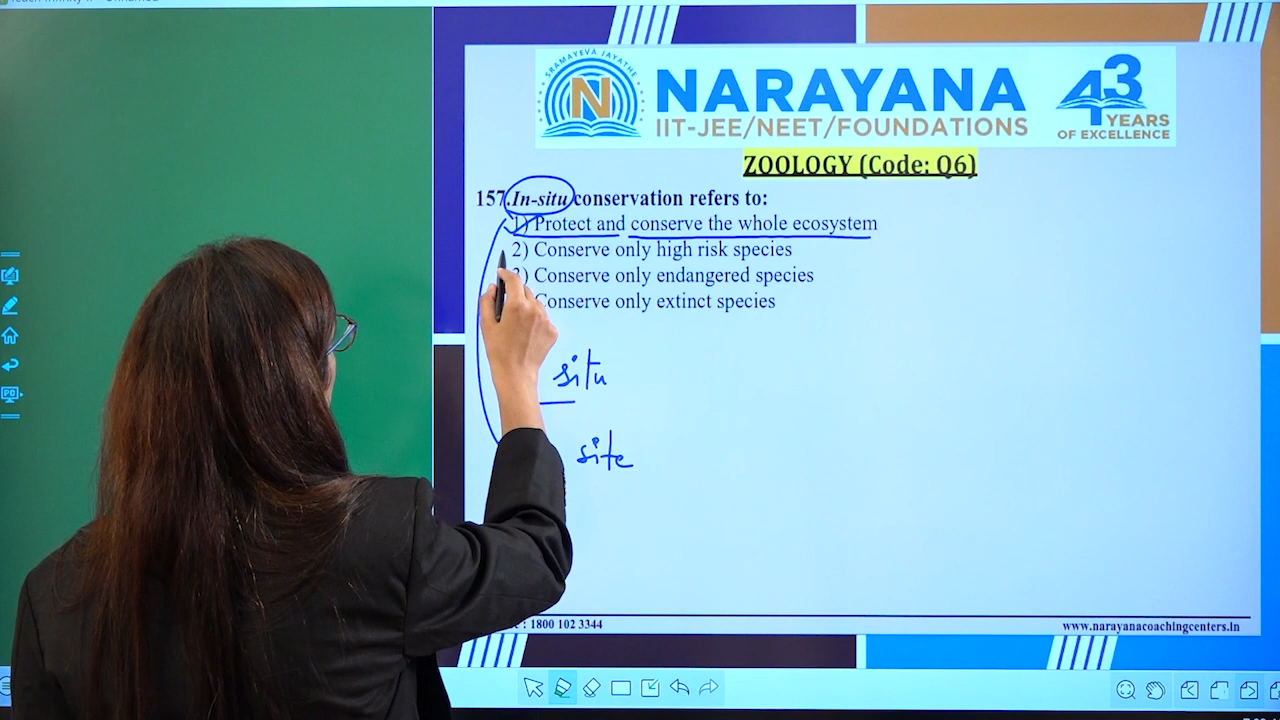 SRAMAYEVA JAYATHE
N
NARAYANA
IIT-JEE/NEET/FOUNDATIONS
43
YEARS
OF EXCELLENCE
ZOOLOGY (Code: Q6)
157.In-situ conservation refers to:
1) Protect and conserve the whole ecosystem
2) Conserve only high risk species
3) Conserve only endangered species
Conserve only extinct species
situ
site
: 1800 102 3344
www.narayanacoachingcenters.in